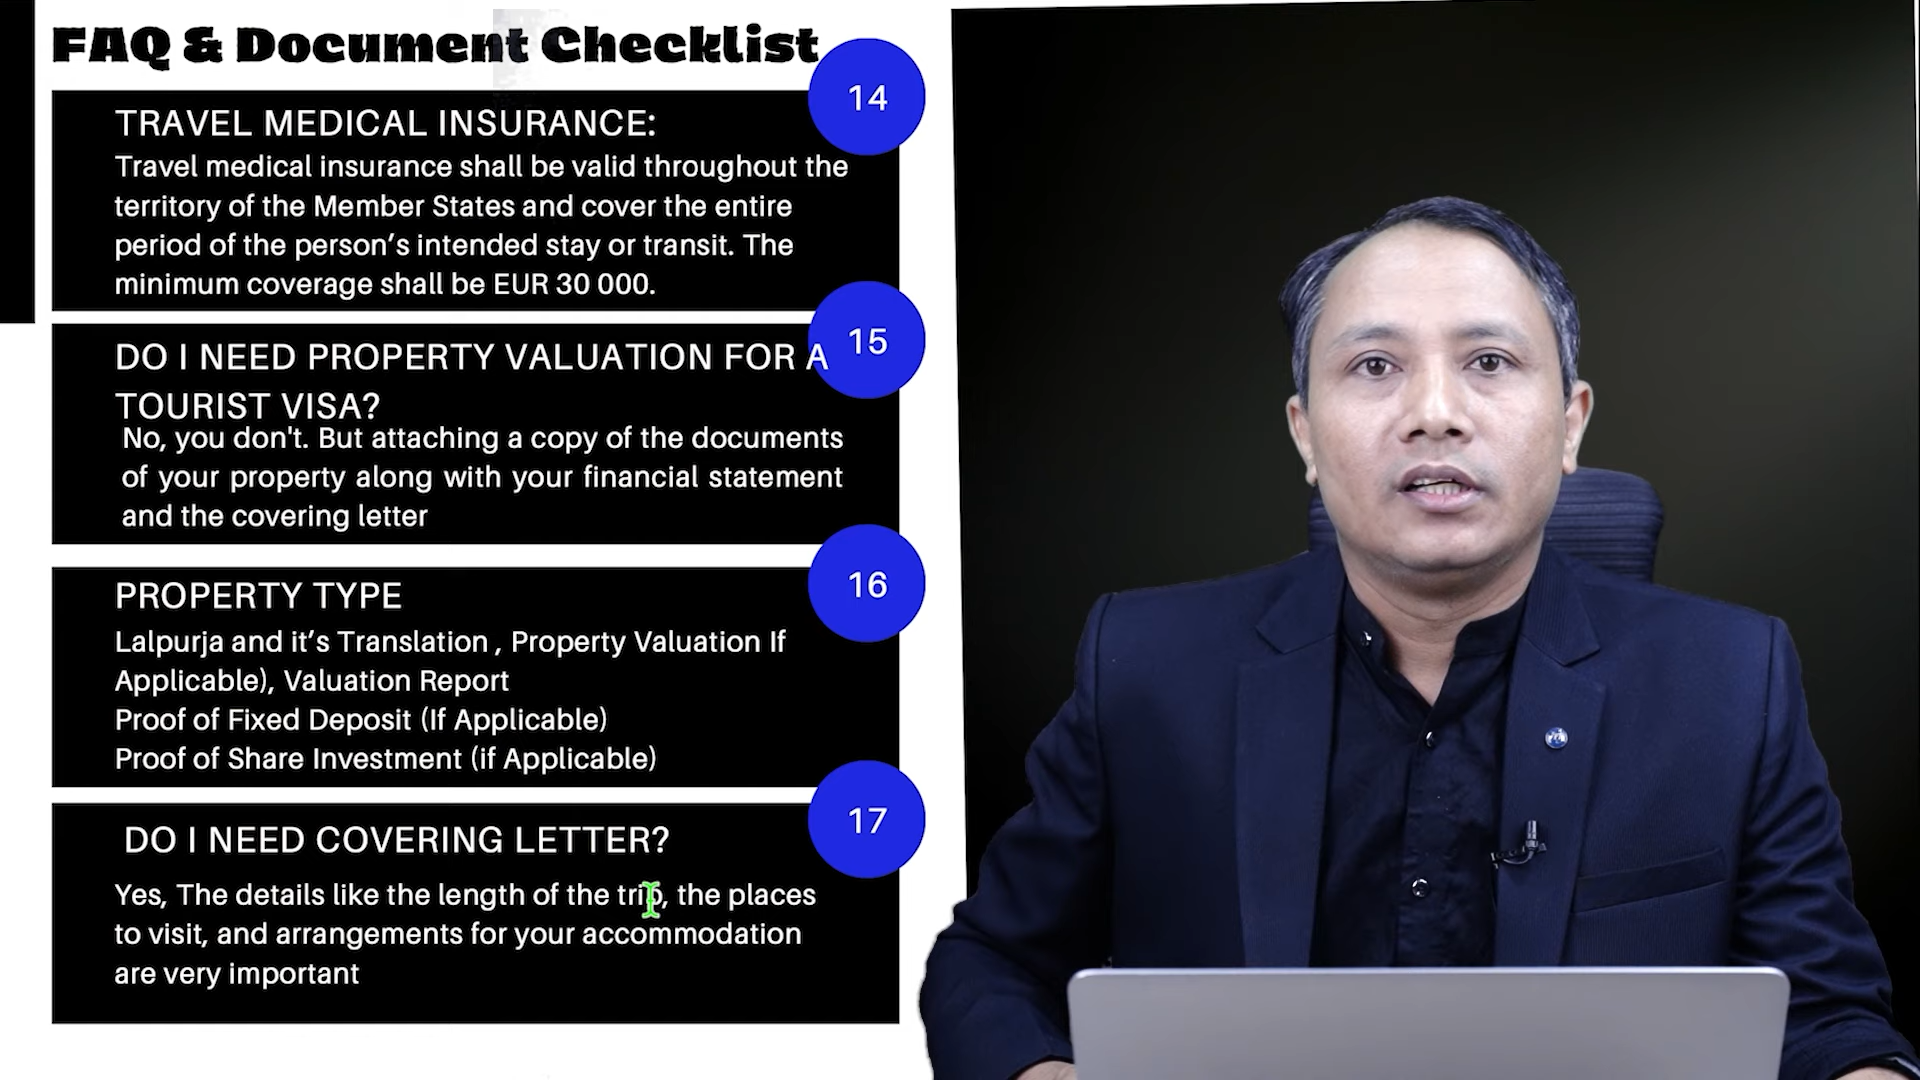 FAQ & Document Checklist
14
TRAVEL MEDICAL INSURANCE:
Travel medical insurance shall be valid throughout the
territory of the Member States and cover the entire
period of the person’s intended stay or transit. The
minimum coverage shall be EUR 30 000.
15
DO I NEED PROPERTY VALUATION FOR A
TOURIST VISA?
No, you don't. But attaching a copy of the documents
of your property along with your financial statement
and the covering letter
16
PROPERTY TYPE
Lalpurja and it’s Translation , Property Valuation If
Applicable), Valuation Report
Proof of Fixed Deposit (If Applicable)
Proof of Share Investment (if Applicable)
17
DO I NEED COVERING LETTER?
Yes, The details like the length of the trip, the places
to visit, and arrangements for your accommodation
are very important